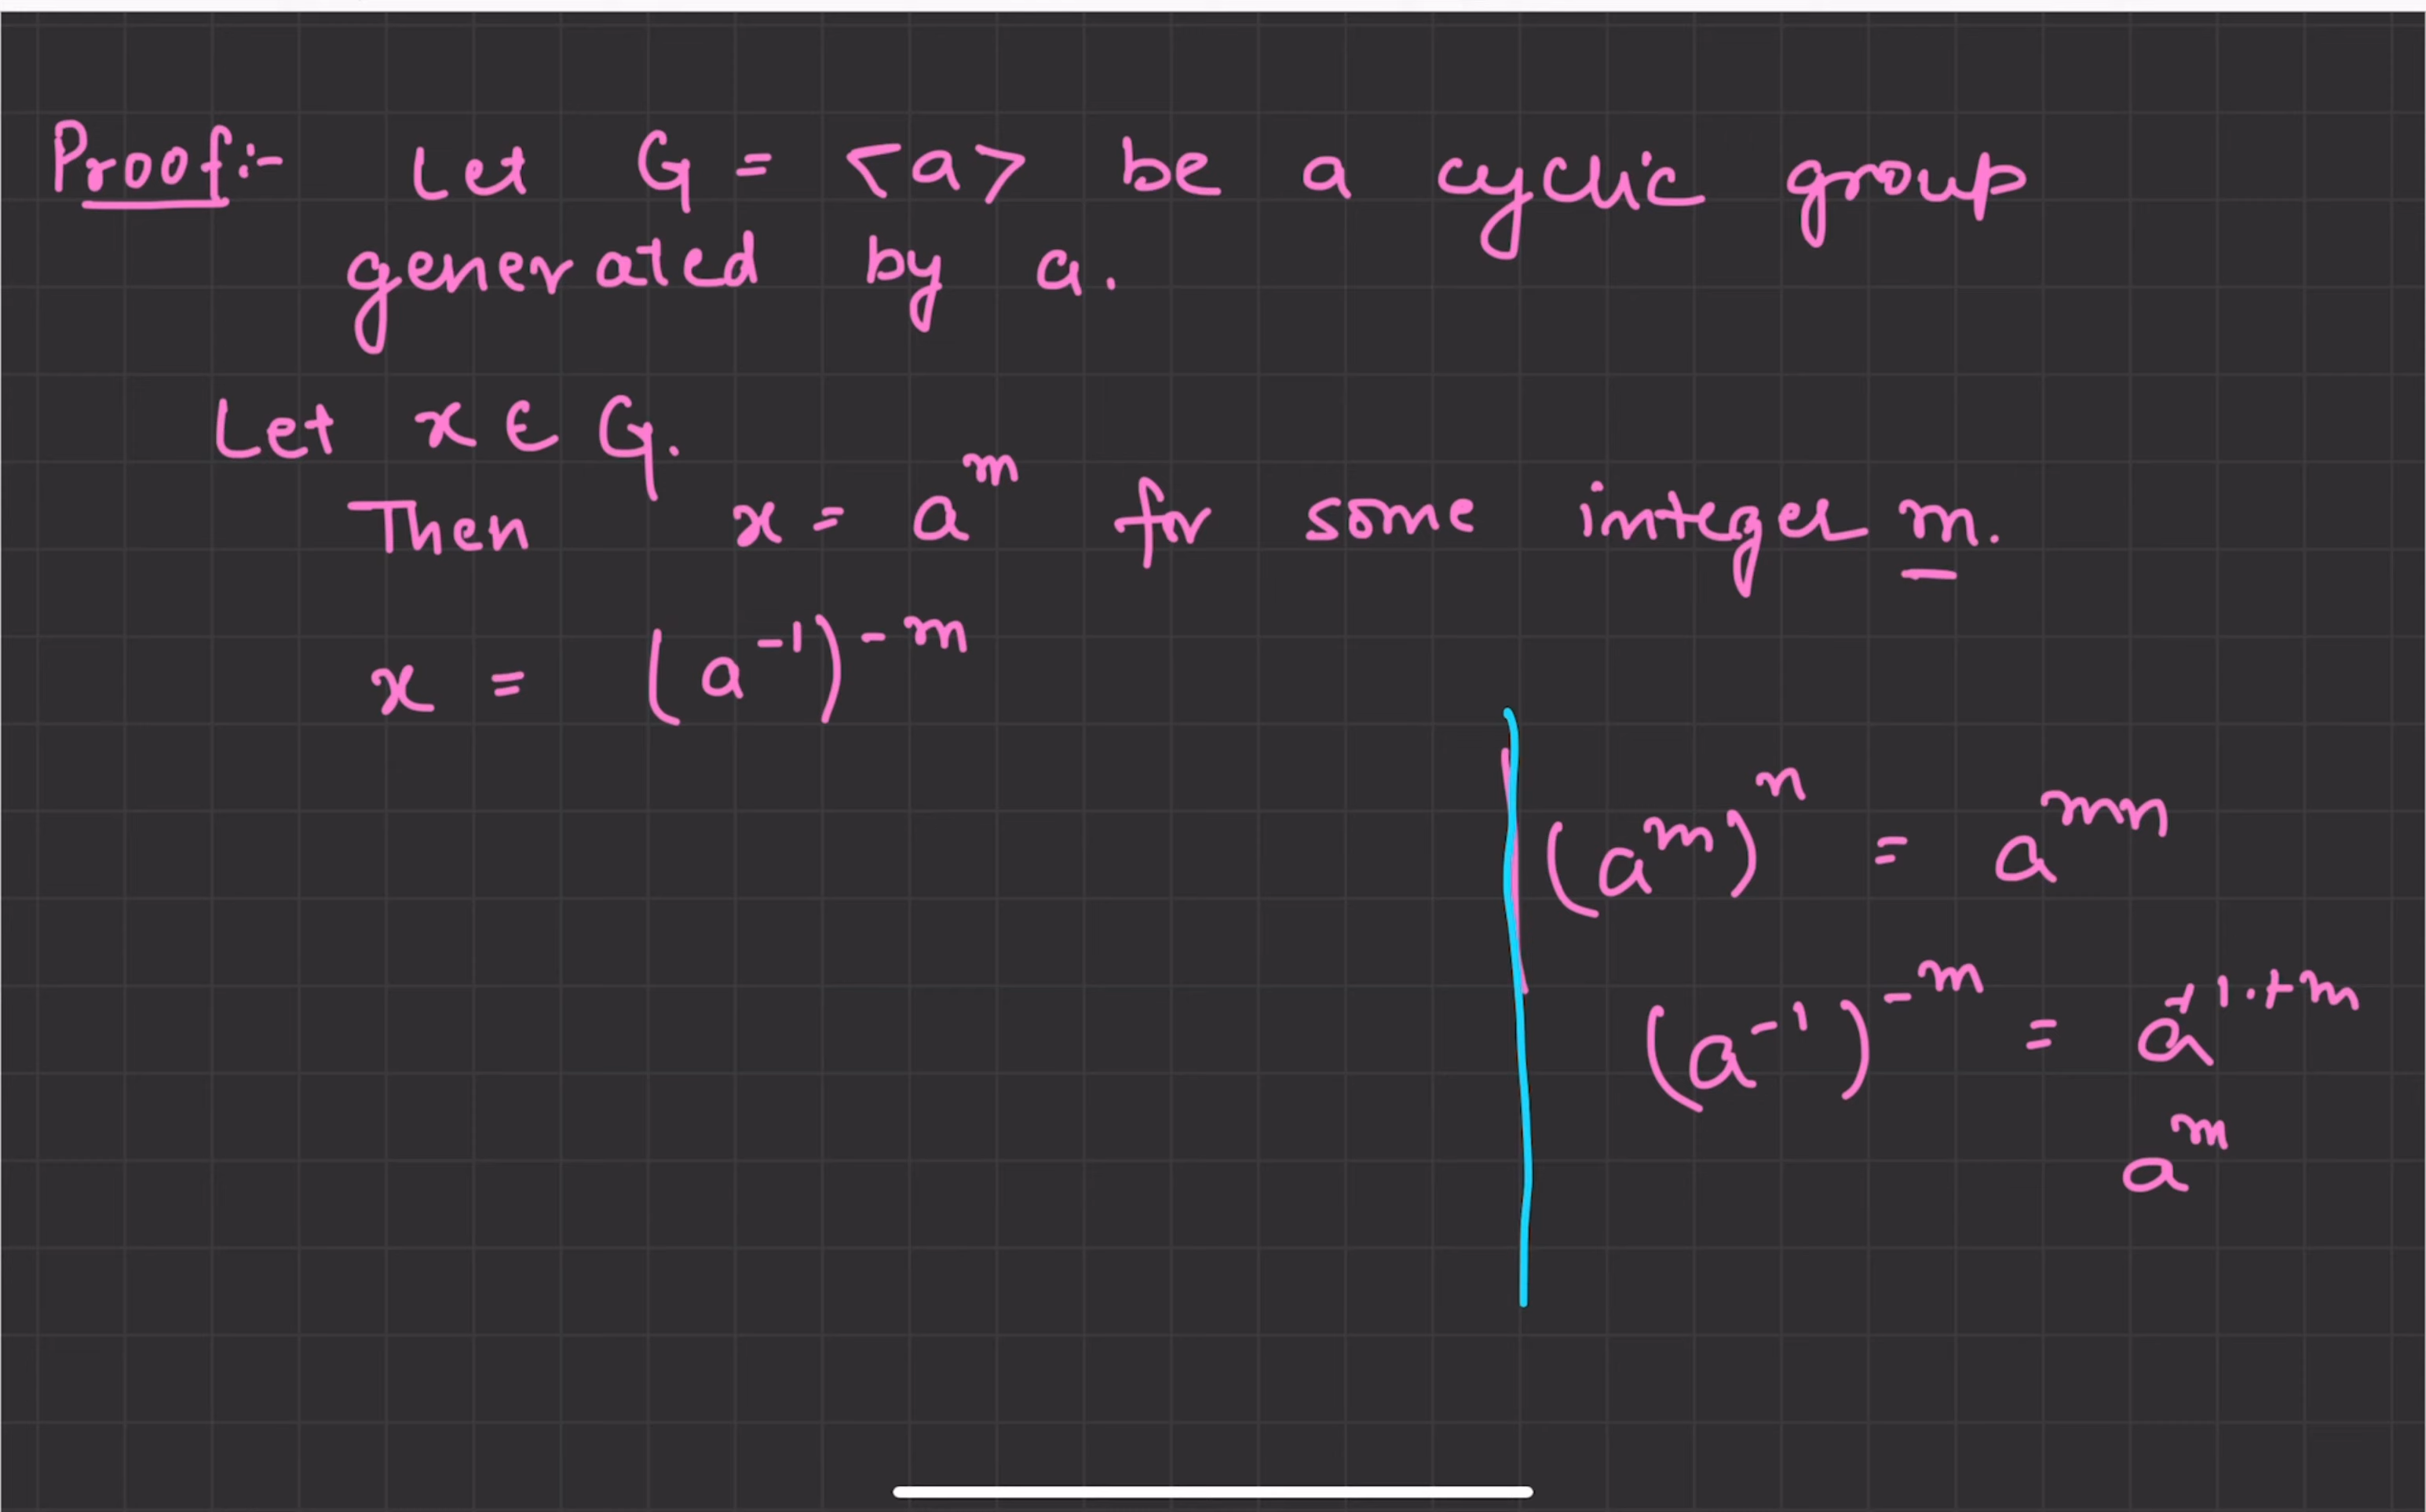 Proof:- Let G = <a> be a cyclic group
generated by a.
Let x ∈ G.
Then x = a^m for some integer m.
x = (a^-1)^-m
(a^m)^n = a^mn
(a^-1)^-m = a^+1.+m
a^m